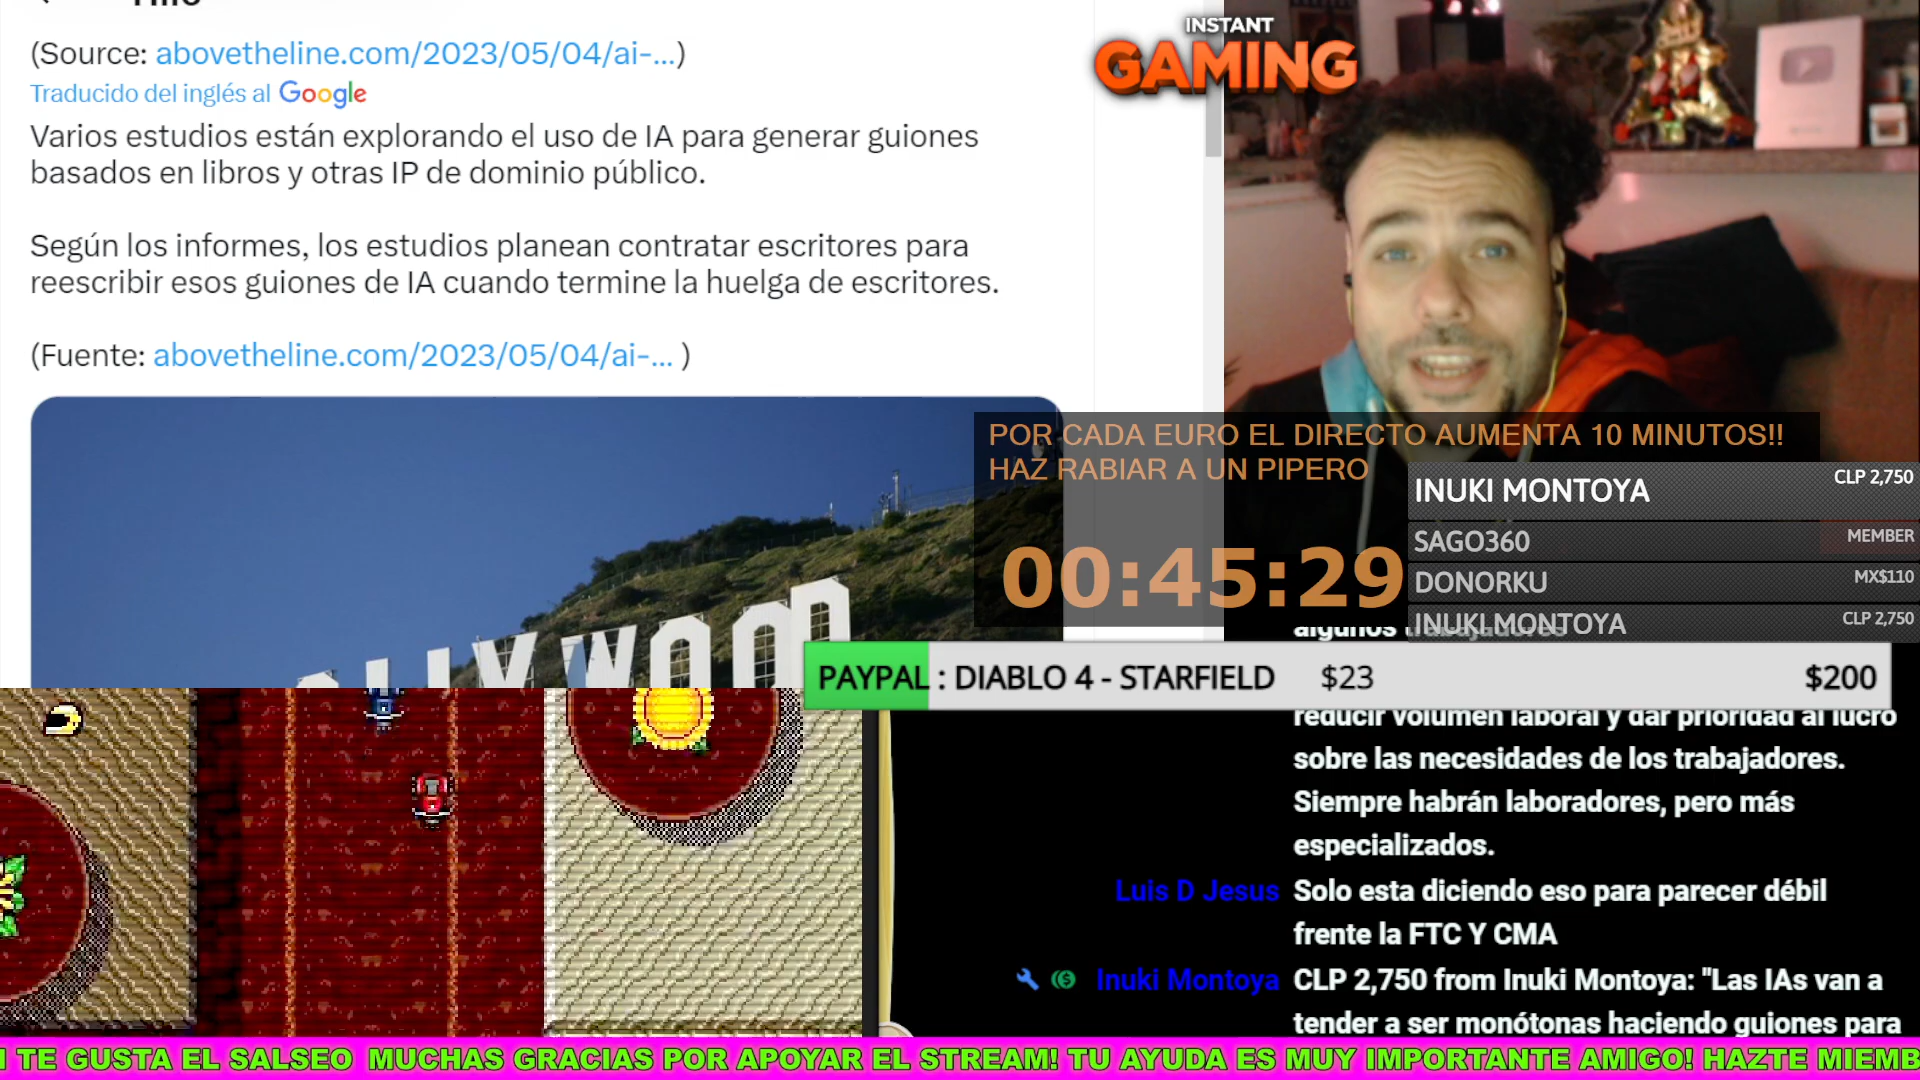 (Source: abovetheline.com/2023/05/04/ai-...)
Traducido del inglés al Google
Varios estudios están explorando el uso de IA para generar guiones
basados en libros y otras IP de dominio público.
Según los informes, los estudios planean contratar escritores para
reescribir esos guiones de IA cuando termine la huelga de escritores.
(Fuente: abovetheline.com/2023/05/04/ai-... )
INSTANT
GAMING
POR CADA EURO EL DIRECTO AUMENTA 10 MINUTOS!!
HAZ RABIAR A UN PIPERO
00:45:29
INUKI MONTOYA CLP 2,750
SAGO360 MEMBER
DONORKU MX$110
INUKI MONTOYA CLP 2,750
algunos
PAYPAL : DIABLO 4 - STARFIELD $23 $200
reducir volumen laboral y dar prioridad al lucro
sobre las necesidades de los trabajadores.
Siempre habrán laboradores, pero más
especializados.
Luis D Jesus Solo esta diciendo eso para parecer débil
frente la FTC Y CMA
Inuki Montoya CLP 2,750 from Inuki Montoya: "Las IAs van a
tender a ser monótonas haciendo guiones para
TE GUSTA EL SALSEO MUCHAS GRACIAS POR APOYAR EL STREAM! TU AYUDA ES MUY IMPORTANTE AMIGO! HAZTE MIEMB